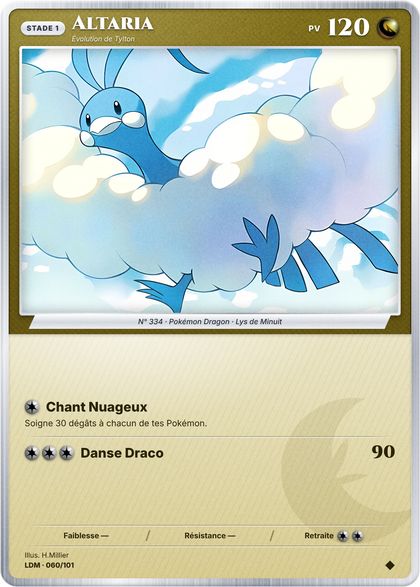 STADE 1
ALTARIA
PV 120
Évolution de Tylton
N° 334 · Pokémon Dragon · Lys de Minuit
Chant Nuageux
Soigne 30 dégâts à chacun de tes Pokémon.
Danse Draco 90
Faiblesse — / Résistance — / Retraite
Illus. H.Millier
LDM · 060/101